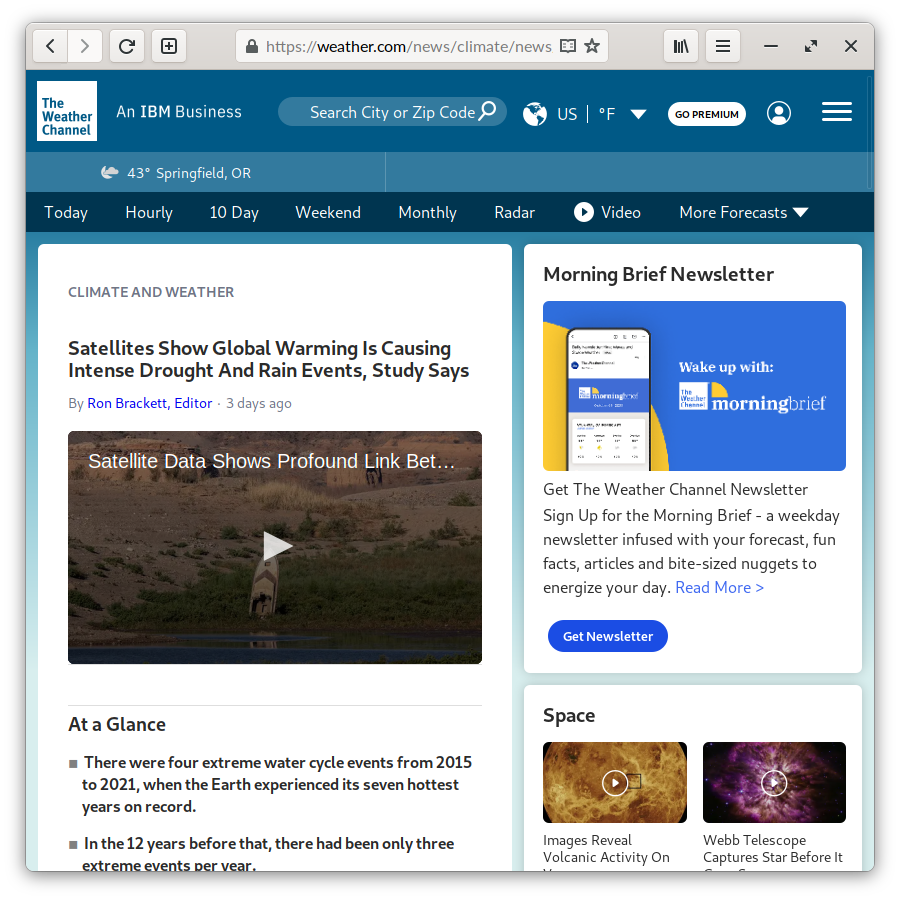 https://weather.com/news/climate/news
The Weather Channel
An IBM Business
Search City or Zip Code
US
°F
GO PREMIUM
43° Springfield, OR
Today
Hourly
10 Day
Weekend
Monthly
Radar
Video
More Forecasts
CLIMATE AND WEATHER
Satellites Show Global Warming Is Causing
Intense Drought And Rain Events, Study Says
By Ron Brackett, Editor · 3 days ago
Satellite Data Shows Profound Link Bet…
At a Glance
■ There were four extreme water cycle events from 2015
to 2021, when the Earth experienced its seven hottest
years on record.
■ In the 12 years before that, there had been only three
extreme events per year.
Morning Brief Newsletter
Wake up with:
The Weather Channel
morningbrief
Get The Weather Channel Newsletter
Sign Up for the Morning Brief - a weekday
newsletter infused with your forecast, fun
facts, articles and bite-sized nuggets to
energize your day. Read More >
Get Newsletter
Space
Images Reveal
Volcanic Activity On
Webb Telescope
Captures Star Before It